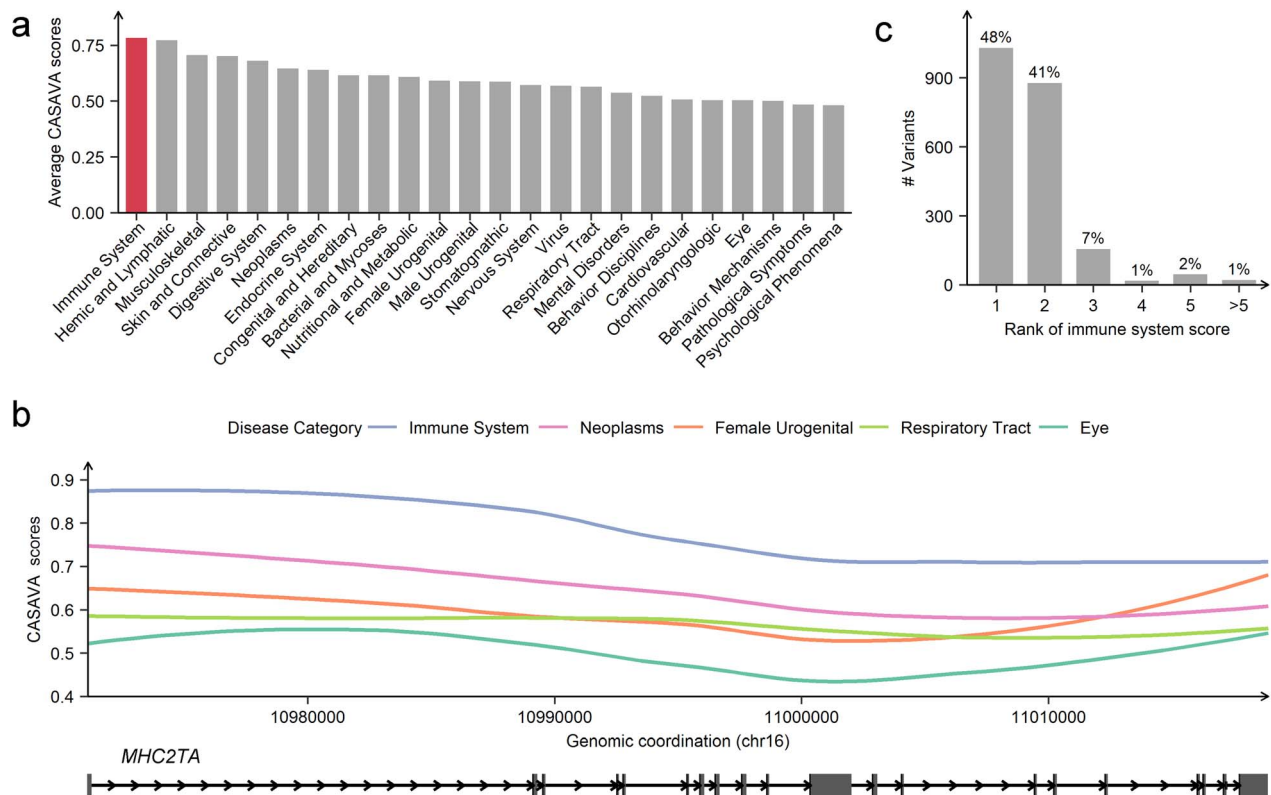 a
Average CASAVA scores
0.75
0.50
0.25
0.00
Immune System
Hemic and Lymphatic
Musculoskeletal
Skin and Connective
Digestive System
Neoplasms
Endocrine System
Congenital and Hereditary
Bacterial and Mycoses
Nutritional and Metabolic
Female Urogenital
Male Urogenital
Stomatognathic
Nervous System
Virus
Respiratory Tract
Mental Disorders
Behavior Disciplines
Cardiovascular
Otorhinolaryngologic
Eye
Behavior Mechanisms
Pathological Symptoms
Psychological Phenomena
c
# Variants
900
600
300
0
48%
41%
7%
1%
2%
1%
1 2 3 4 5 >5
Rank of immune system score
b
Disease Category Immune System Neoplasms Female Urogenital Respiratory Tract Eye
CASAVA scores
0.9
0.8
0.7
0.6
0.5
0.4
10980000 10990000 11000000 11010000
Genomic coordination (chr16)
MHC2TA